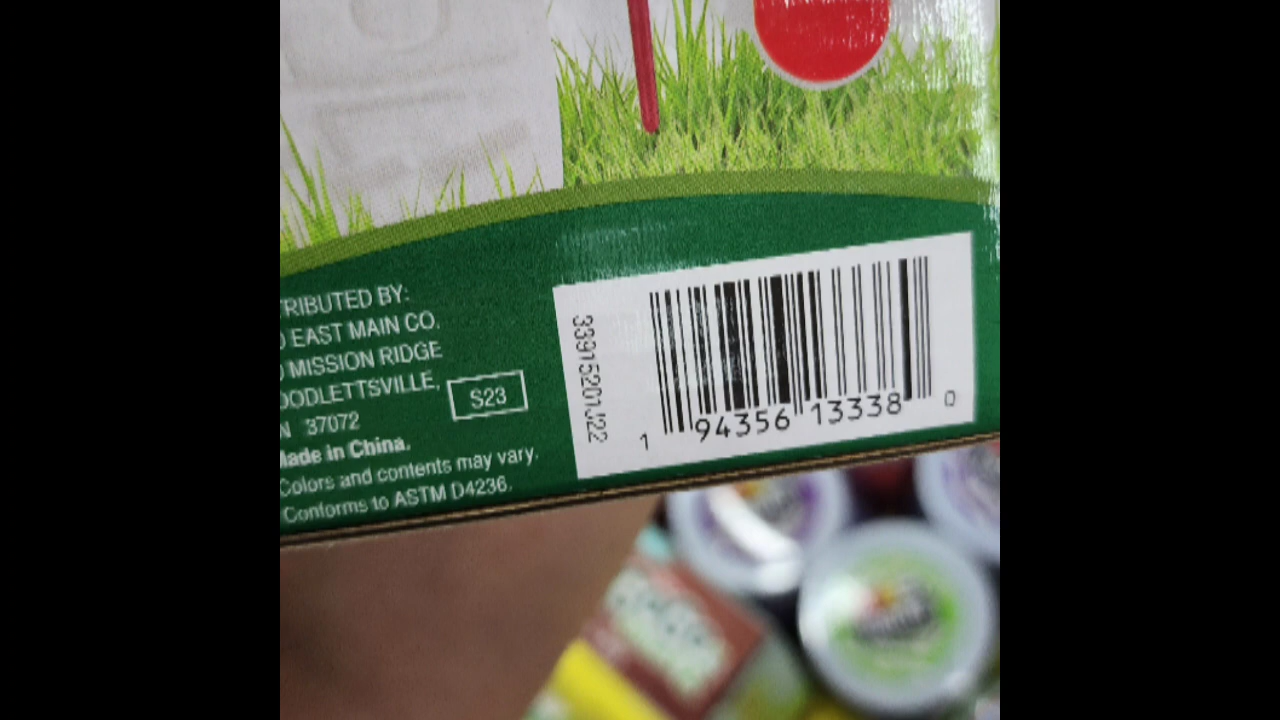 TRIBUTED BY:
EAST MAIN CO.
MISSION RIDGE
OODLETTSVILLE,
N 37072
Made in China.
Colors and contents may vary.
Conforms to ASTM D4236.
S23
1 94356 13338 0